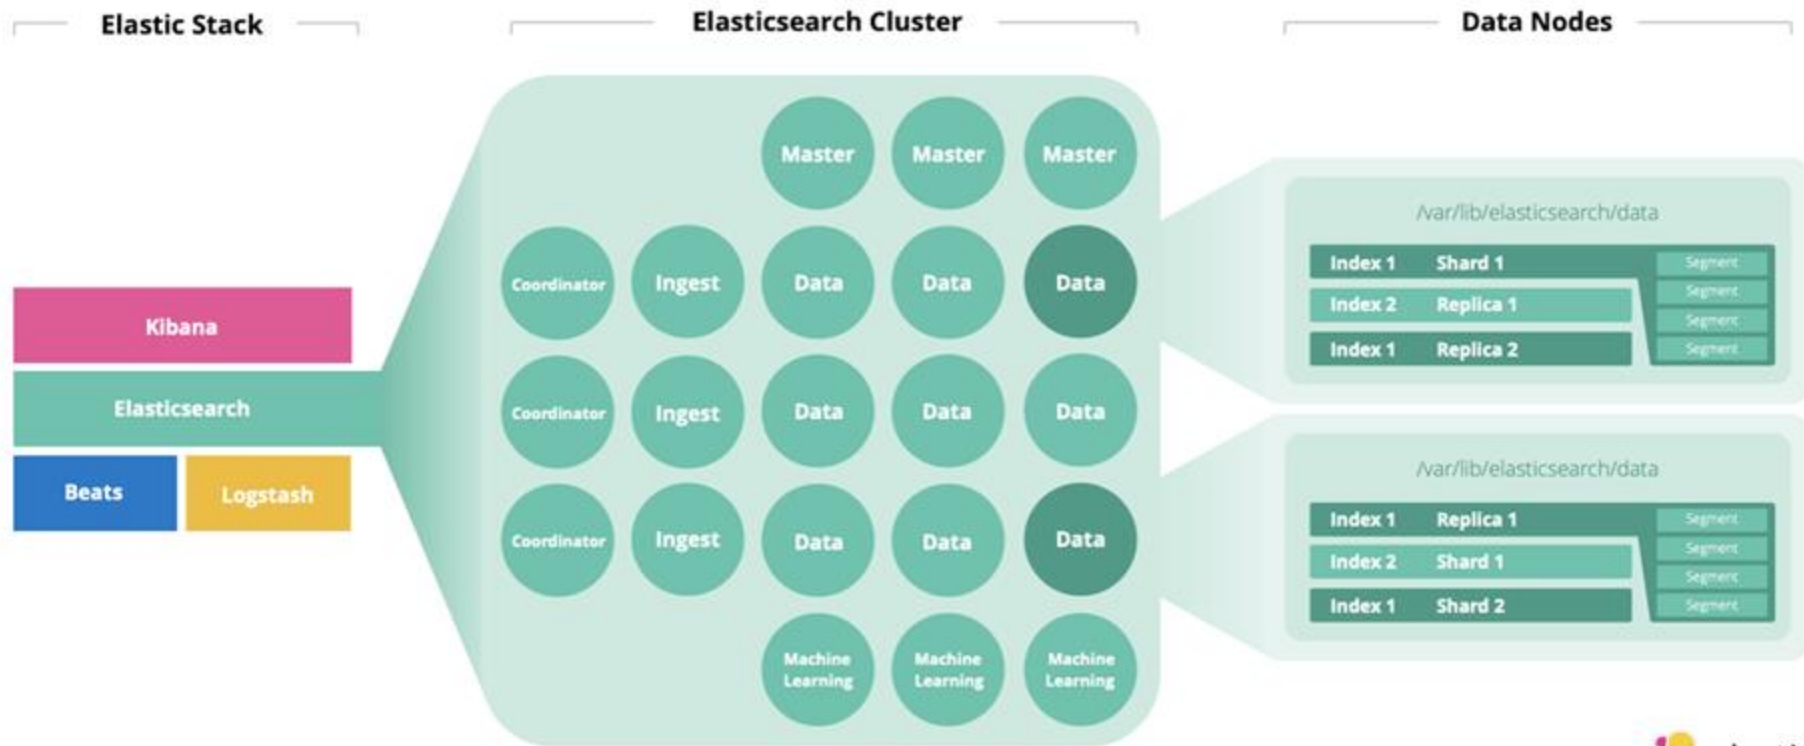 Elastic Stack
Elasticsearch Cluster
Data Nodes
Kibana
Elasticsearch
Beats
Logstash
Master
Master
Master
Coordinator
Ingest
Data
Data
Data
Coordinator
Ingest
Data
Data
Data
Coordinator
Ingest
Data
Data
Data
Machine
Learning
Machine
Learning
Machine
Learning
/var/lib/elasticsearch/data
Index 1 Shard 1
Index 2 Replica 1
Index 1 Replica 2
Segment
Segment
Segment
Segment
/var/lib/elasticsearch/data
Index 1 Replica 1
Index 2 Shard 1
Index 1 Shard 2
Segment
Segment
Segment
Segment